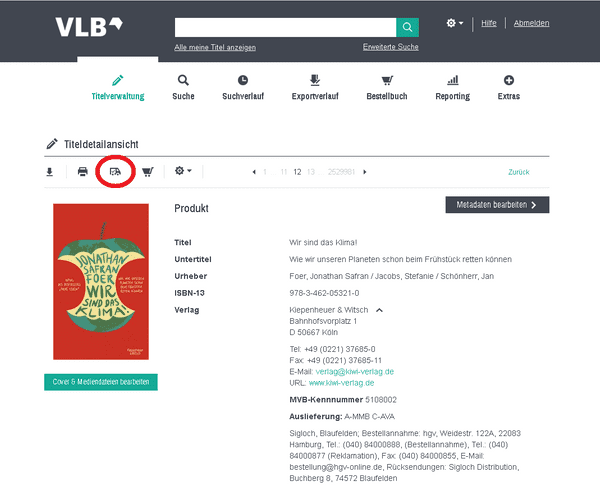 VLB
Hilfe
Abmelden
Alle meine Titel anzeigen
Erweiterte Suche
Titelverwaltung
Suche
Suchverlauf
Exportverlauf
Bestellbuch
Reporting
Extras
Titeldetailansicht
1 ... 11 12 13 ... 2529981
Zurück
Produkt
Metadaten bearbeiten
JONATHAN
SAFRAN
FOER
WIR
SIND DAS
KLIMA!
Cover & Mediendateien bearbeiten
Titel Wir sind das Klima!
Untertitel Wie wir unseren Planeten schon beim Frühstück retten können
Urheber Foer, Jonathan Safran / Jacobs, Stefanie / Schönherr, Jan
ISBN-13 978-3-462-05321-0
Verlag Kiepenheuer & Witsch
Bahnhofsvorplatz 1
D 50667 Köln
Tel: +49 (0221) 37685-0
Fax: +49 (0221) 37685-11
E-Mail: verlag@kiwi-verlag.de
URL: www.kiwi-verlag.de
MVB-Kennnummer 5108002
Auslieferung: A-MMB C-AVA
Sigloch, Blaufelden; Bestellannahme: hgv, Weidestr. 122A, 22083
Hamburg, Tel.: (040) 84000888, (Bestellannahme), Tel.: (040)
84000877 (Reklamation), Fax: (040) 84000855, E-Mail:
bestellung@hgv-online.de, Rücksendungen: Sigloch Distribution,
Buchberg 8, 74572 Blaufelden